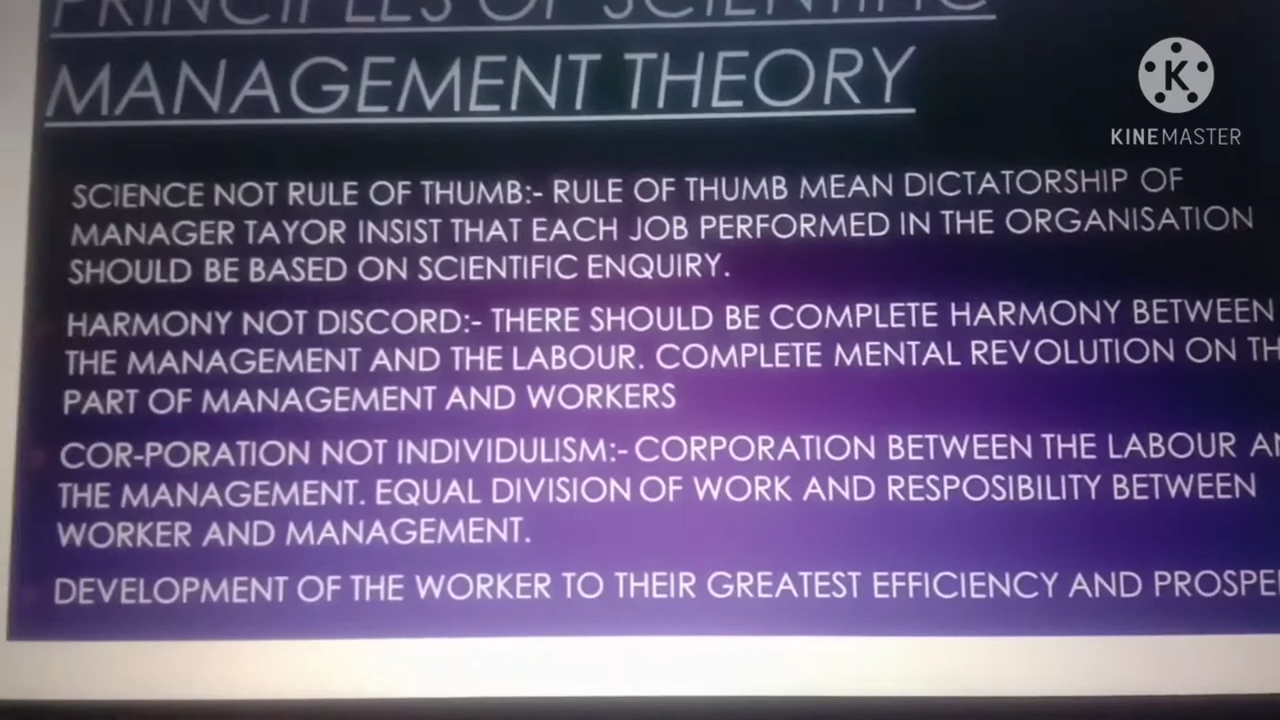 PRINCIPLES OF SCIENTIFIC
MANAGEMENT THEORY
KINEMASTER
SCIENCE NOT RULE OF THUMB:- RULE OF THUMB MEAN DICTATORSHIP OF
MANAGER TAYOR INSIST THAT EACH JOB PERFORMED IN THE ORGANISATION
SHOULD BE BASED ON SCIENTIFIC ENQUIRY.
HARMONY NOT DISCORD:- THERE SHOULD BE COMPLETE HARMONY BETWEEN
THE MANAGEMENT AND THE LABOUR. COMPLETE MENTAL REVOLUTION ON
PART OF MANAGEMENT AND WORKERS
COR-PORATION NOT INDIVIDULISM:- CORPORATION BETWEEN THE LABOUR
THE MANAGEMENT. EQUAL DIVISION OF WORK AND RESPOSIBILITY BETWEEN
WORKER AND MANAGEMENT.
DEVELOPMENT OF THE WORKER TO THEIR GREATEST EFFICIENCY AND